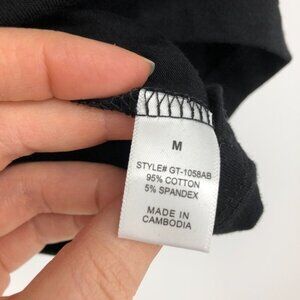 M
STYLE# GT-1058AB
95% COTTON
5% SPANDEX
MADE IN
CAMBODIA